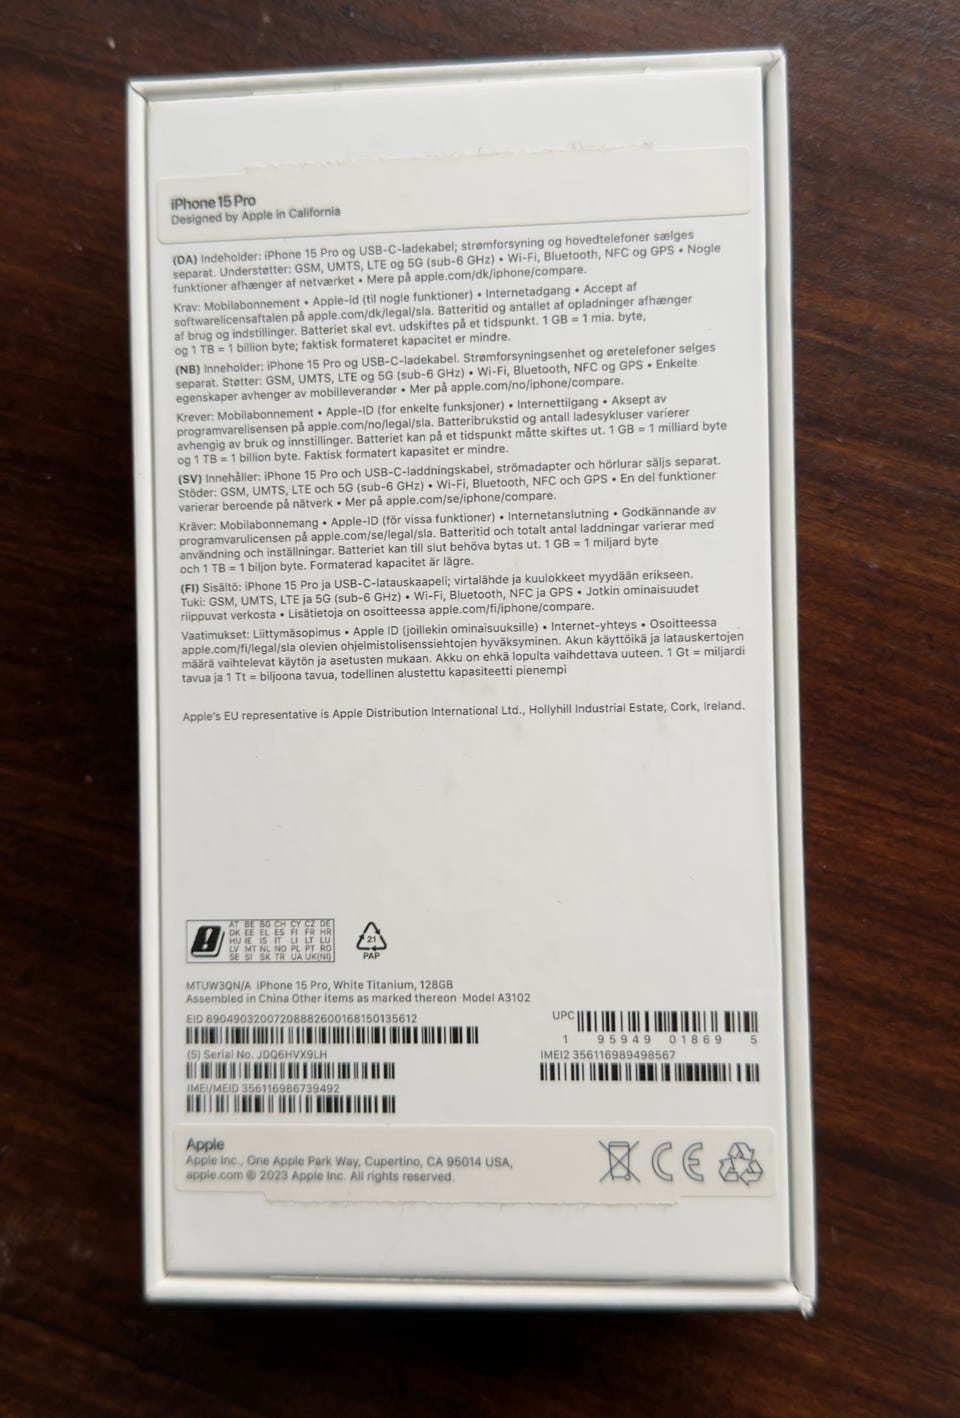 iPhone 15 Pro
Designed by Apple in California
(DA) Indeholder: iPhone 15 Pro og USB-C-ladekabel; strømforsyning og hovedtelefoner sælges
separat. Understøtter: GSM, UMTS, LTE og 5G (sub-6 GHz) • Wi-Fi, Bluetooth, NFC og GPS • Nogle
funktioner afhænger af netværket • Mere på apple.com/dk/iphone/compare.
Krav: Mobilabonnement • Apple-id (til nogle funktioner) • Internetadgang • Accept af
softwarelicensaftalen på apple.com/dk/legal/sla. Batteritid og antallet af opladninger afhænger
af brug og indstillinger. Batteriet skal evt. udskiftes på et tidspunkt. 1 GB = 1 mia. byte,
og 1 TB = 1 billion byte; faktisk formateret kapacitet er mindre.
(NB) Inneholder: iPhone 15 Pro og USB-C-ladekabel. Strømforsyningsenhet og øretelefoner selges
separat. Støtter: GSM, UMTS, LTE og 5G (sub-6 GHz) • Wi-Fi, Bluetooth, NFC og GPS • Enkelte
egenskaper avhenger av mobilleverandør • Mer på apple.com/no/iphone/compare.
Krever: Mobilabonnement • Apple-ID (for enkelte funksjoner) • Internettilgang • Aksept av
programvarelisensen på apple.com/no/legal/sla. Batteribrukstid og antall ladesykluser varierer
avhengig av bruk og innstillinger. Batteriet kan på et tidspunkt måtte skiftes ut. 1 GB = 1 milliard byte
og 1 TB = 1 billion byte. Faktisk formatert kapasitet er mindre.
(SV) Innehåller: iPhone 15 Pro och USB-C-laddningskabel, strömadapter och hörlurar säljs separat.
Stöder: GSM, UMTS, LTE och 5G (sub-6 GHz) • Wi-Fi, Bluetooth, NFC och GPS • En del funktioner
varierar beroende på nätverk • Mer på apple.com/se/iphone/compare.
Kräver: Mobilabonnemang • Apple-ID (för vissa funktioner) • Internetanslutning • Godkännande av
programvarulicensen på apple.com/se/legal/sla. Batteritid och totalt antal laddningar varierar med
användning och inställningar. Batteriet kan till slut behöva bytas ut. 1 GB = 1 miljard byte
och 1 TB = 1 biljon byte. Formaterad kapacitet är lägre.
(FI) Sisältö: iPhone 15 Pro ja USB-C-latauskaapeli; virtalähde ja kuulokkeet myydään erikseen.
Tuki: GSM, UMTS, LTE ja 5G (sub-6 GHz) • Wi-Fi, Bluetooth, NFC ja GPS • Jotkin ominaisuudet
riippuvat verkosta • Lisätietoja on osoitteessa apple.com/fi/iphone/compare.
Vaatimukset: Liittymäsopimus • Apple ID (joillekin ominaisuuksille) • Internet-yhteys • Osoitteessa
apple.com/fi/legal/sla olevien ohjelmistolisenssiehtojen hyväksyminen. Akun käyttöikä ja latauskertojen
määrä vaihtelevat käytön ja asetusten mukaan. Akku on ehkä lopulta vaihdettava uuteen. 1 Gt = miljardi
tavua ja 1 Tt = biljoona tavua, todellinen alustettu kapasiteetti pienempi
Apple's EU representative is Apple Distribution International Ltd., Hollyhill Industrial Estate, Cork, Ireland.
AT BE BG CH CY CZ DE
DK EE EL ES FI FR HR
HU IE IS IT LI LT LU
LV MT NL NO PL PT RO
SE SI SK TR UA UK(NI)
21
PAP
MTUW3QN/A iPhone 15 Pro, White Titanium, 128GB
Assembled in China Other items as marked thereon Model A3102
EID 89049032007208882600168150135612
UPC
1 95949 01869 5
(S) Serial No. JDQ6HVX9LH
IMEI2 356116989498567
IMEI/MEID 356116986739492
Apple
Apple Inc., One Apple Park Way, Cupertino, CA 95014 USA,
apple.com © 2023 Apple Inc. All rights reserved.
CE